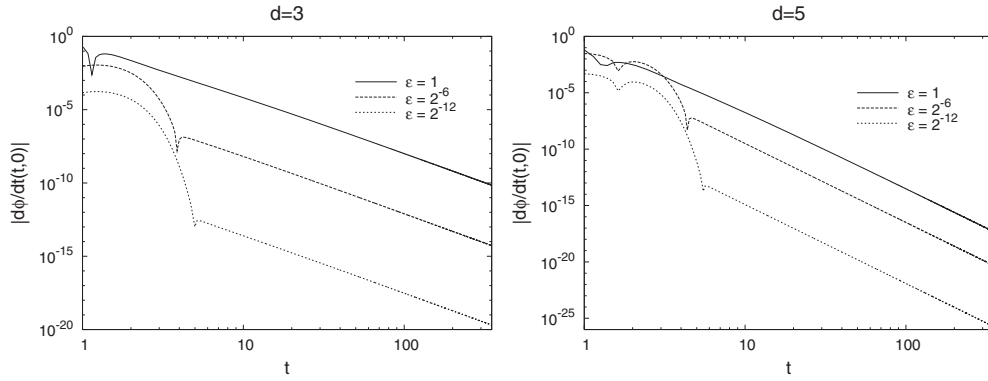 d=3
|dϕ/dt(t,0)|
10^0
10^-5
10^-10
10^-15
10^-20
ε = 1
ε = 2^-6
ε = 2^-12
1
10
100
t
d=5
|dϕ/dt(t,0)|
10^0
10^-5
10^-10
10^-15
10^-20
10^-25
ε = 1
ε = 2^-6
ε = 2^-12
1
10
100
t